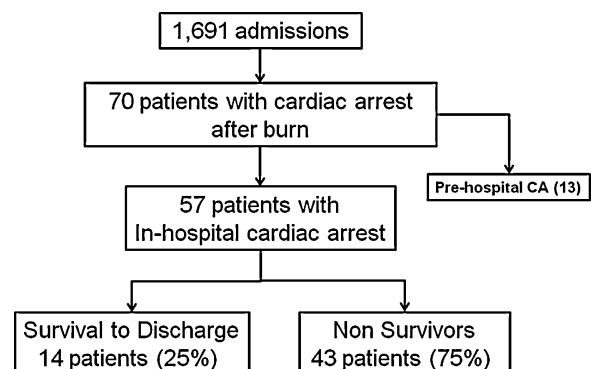 1,691 admissions
70 patients with cardiac arrest
after burn
Pre-hospital CA (13)
57 patients with
In-hospital cardiac arrest
Survival to Discharge
14 patients (25%)
Non Survivors
43 patients (75%)